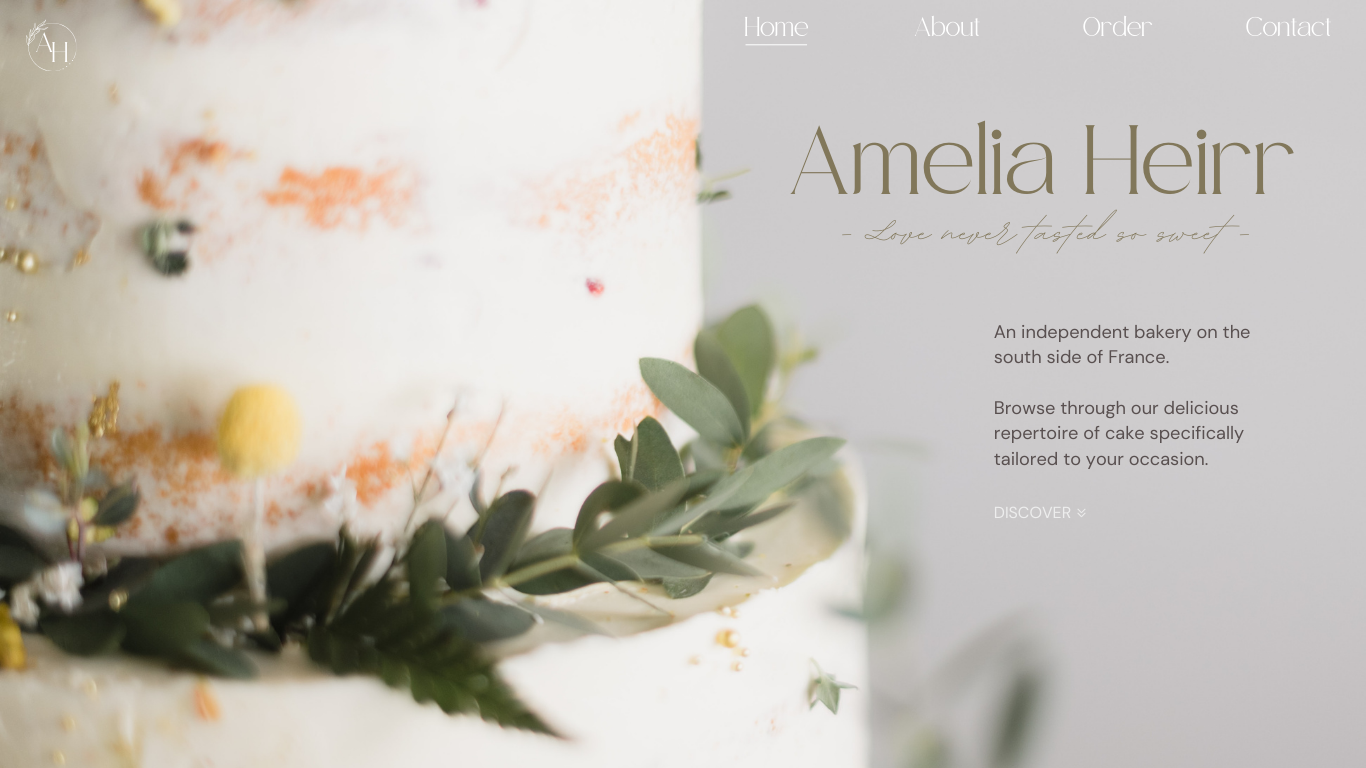 AH
Home About Order Contact
Amelia Heirr
- Love never tasted so sweet -
An independent bakery on the
south side of France.
Browse through our delicious
repertoire of cake specifically
tailored to your occasion.
DISCOVER